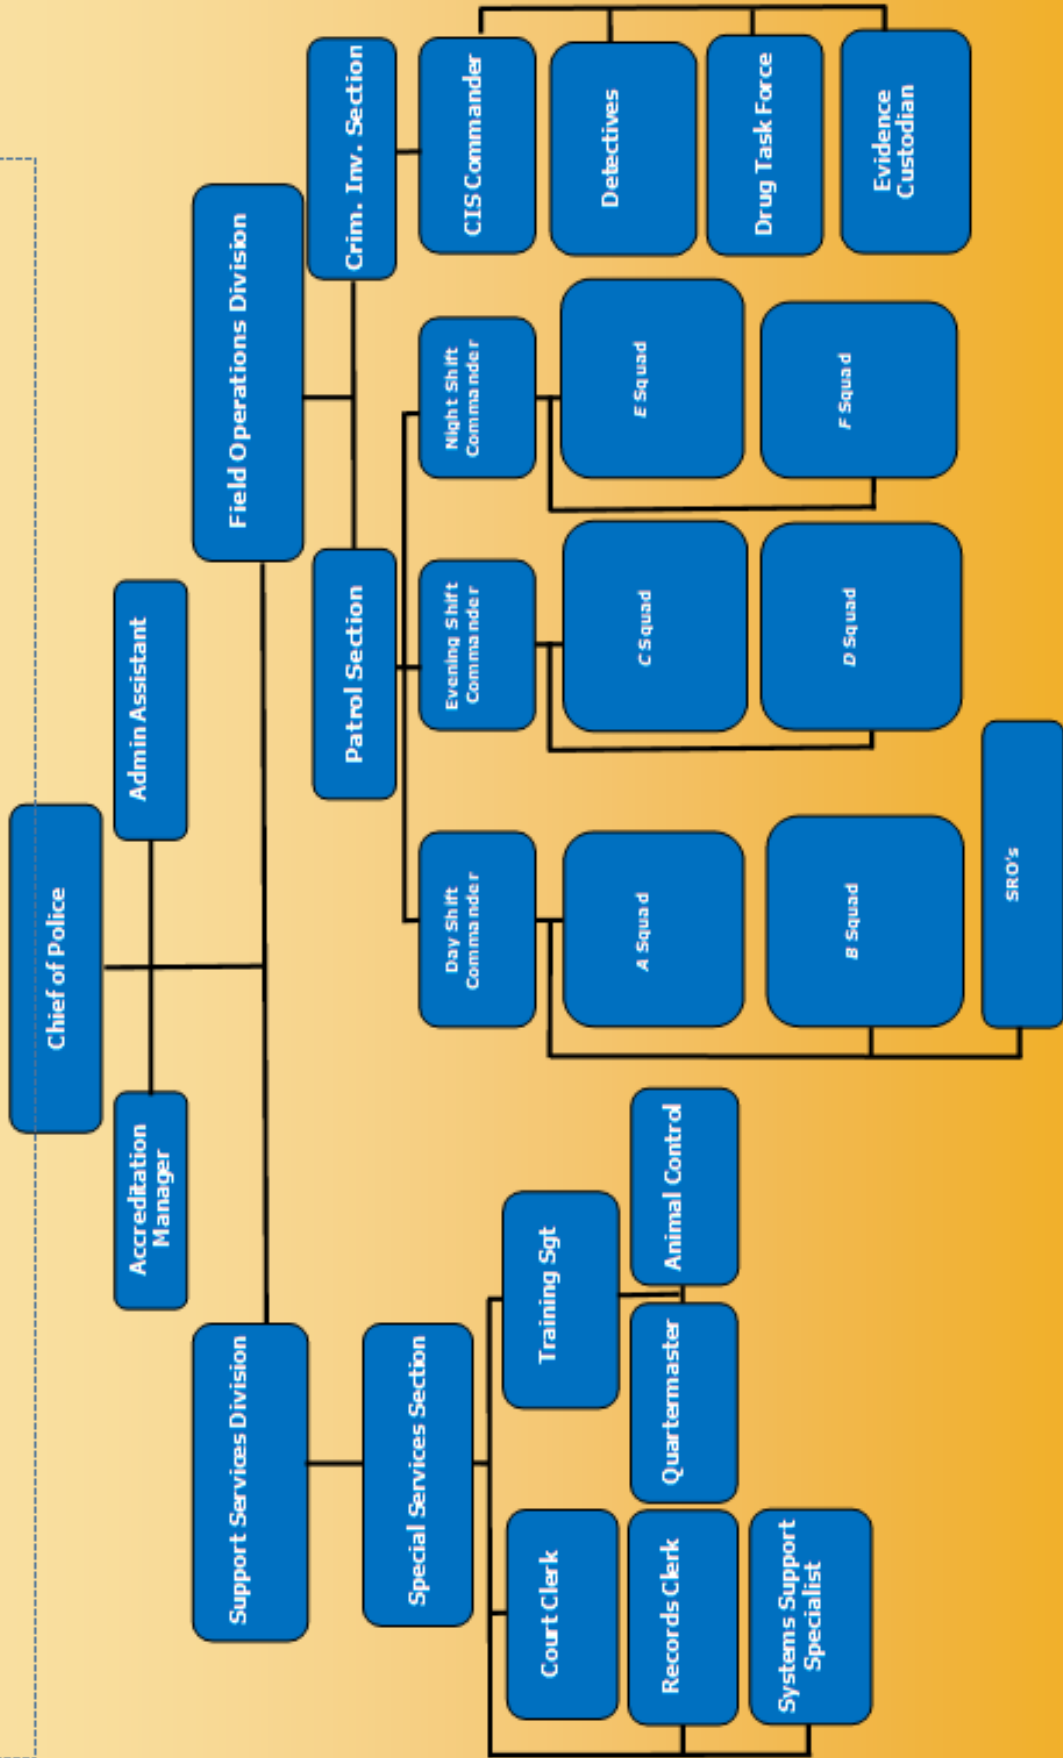 Chief of Police
Accreditation
Manager
Admin Assistant
Support Services Division
Field Operations Division
Special Services Section
Patrol Section
Crim. Inv. Section
Court Clerk
Records Clerk
Systems Support
Specialist
Training Sgt
Quartermaster
Animal Control
Day Shift
Commander
A Squad
B Squad
SRO's
Evening Shift
Commander
C Squad
D Squad
Night Shift
Commander
E Squad
F Squad
CIS Commander
Detectives
Drug Task Force
Evidence
Custodian